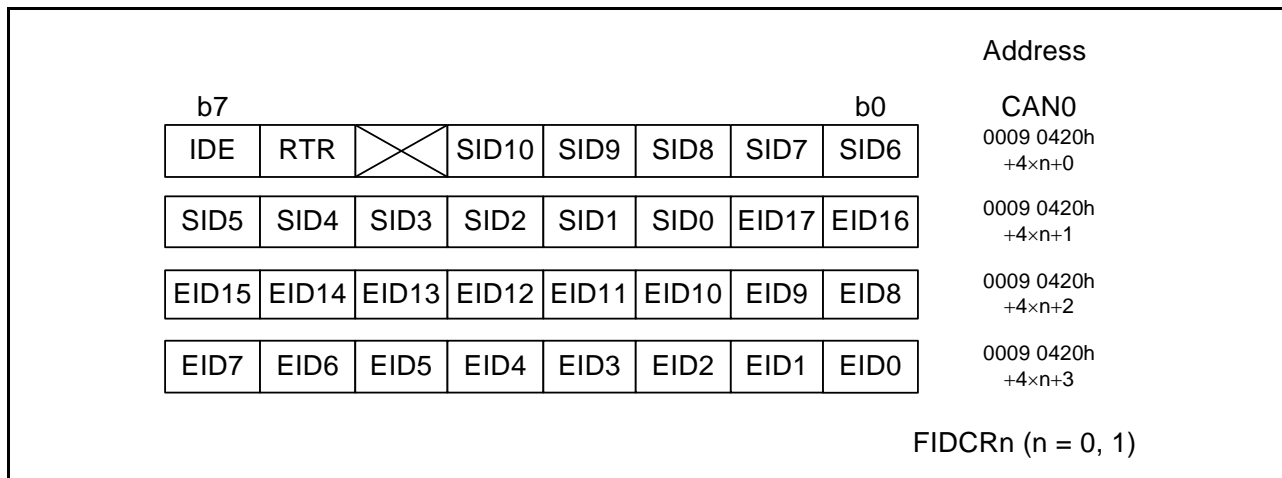 Address
b7 b0 CAN0
IDE RTR SID10 SID9 SID8 SID7 SID6 0009 0420h
+4×n+0
SID5 SID4 SID3 SID2 SID1 SID0 EID17 EID16 0009 0420h
+4×n+1
EID15 EID14 EID13 EID12 EID11 EID10 EID9 EID8 0009 0420h
+4×n+2
EID7 EID6 EID5 EID4 EID3 EID2 EID1 EID0 0009 0420h
+4×n+3
FIDCRn (n = 0, 1)